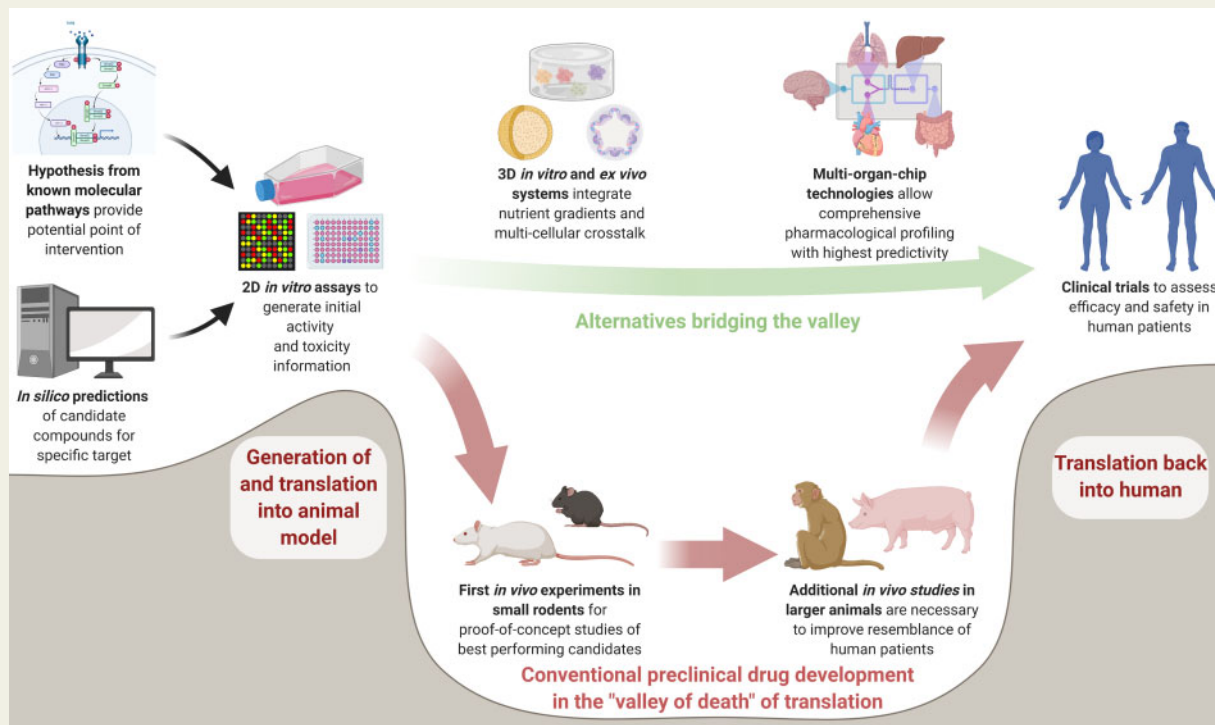 Hypothesis from
known molecular
pathways provide
potential point of
intervention
In silico predictions
of candidate
compounds for
specific target
2D in vitro assays to
generate initial
activity
and toxicity
information
3D in vitro and ex vivo
systems integrate
nutrient gradients and
multi-cellular crosstalk
Multi-organ-chip
technologies allow
comprehensive
pharmacological profiling
with highest predictivity
Alternatives bridging the valley
Clinical trials to assess
efficacy and safety in
human patients
Generation of
and translation
into animal
model
First in vivo experiments in
small rodents for
proof-of-concept studies of
best performing candidates
Additional in vivo studies in
larger animals are necessary
to improve resemblance of
human patients
Translation back
into human
Conventional preclinical drug development
in the "valley of death" of translation